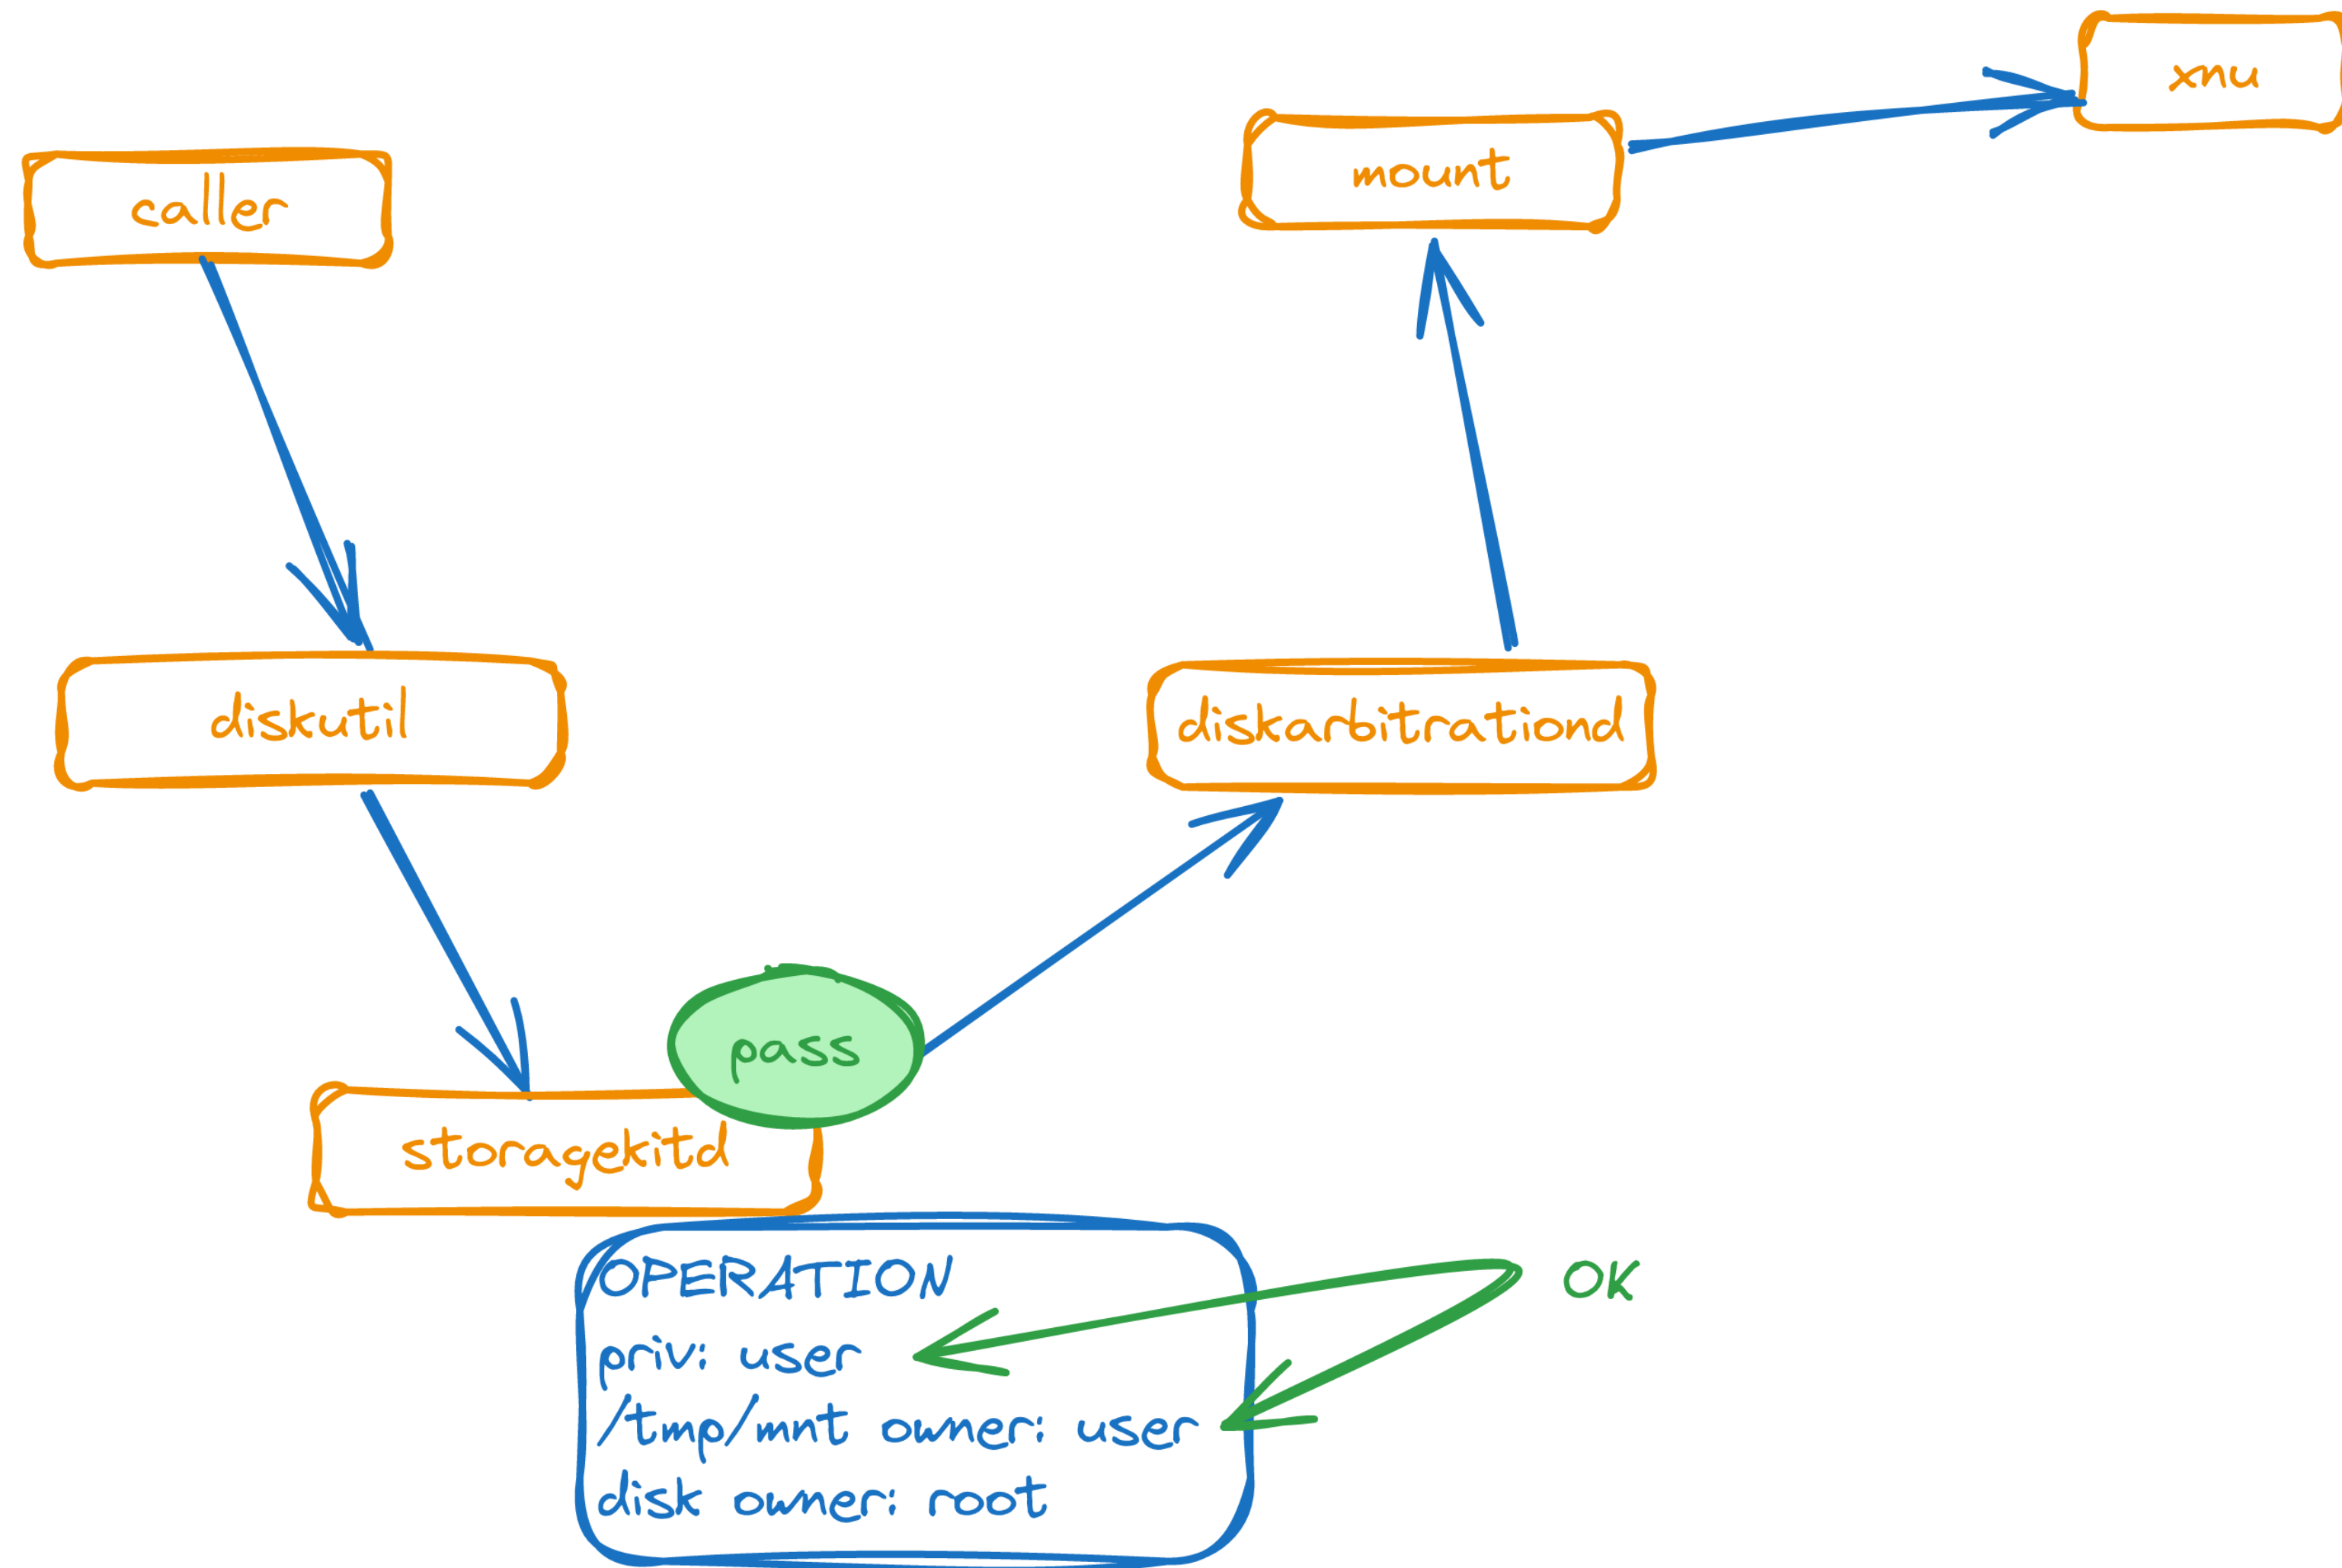 xnu
mount
caller
diskutil
diskarbitrationd
pass
storagekitd
OPERATION
OK
priv: user
/tmp/mnt owner: user
disk owner: root